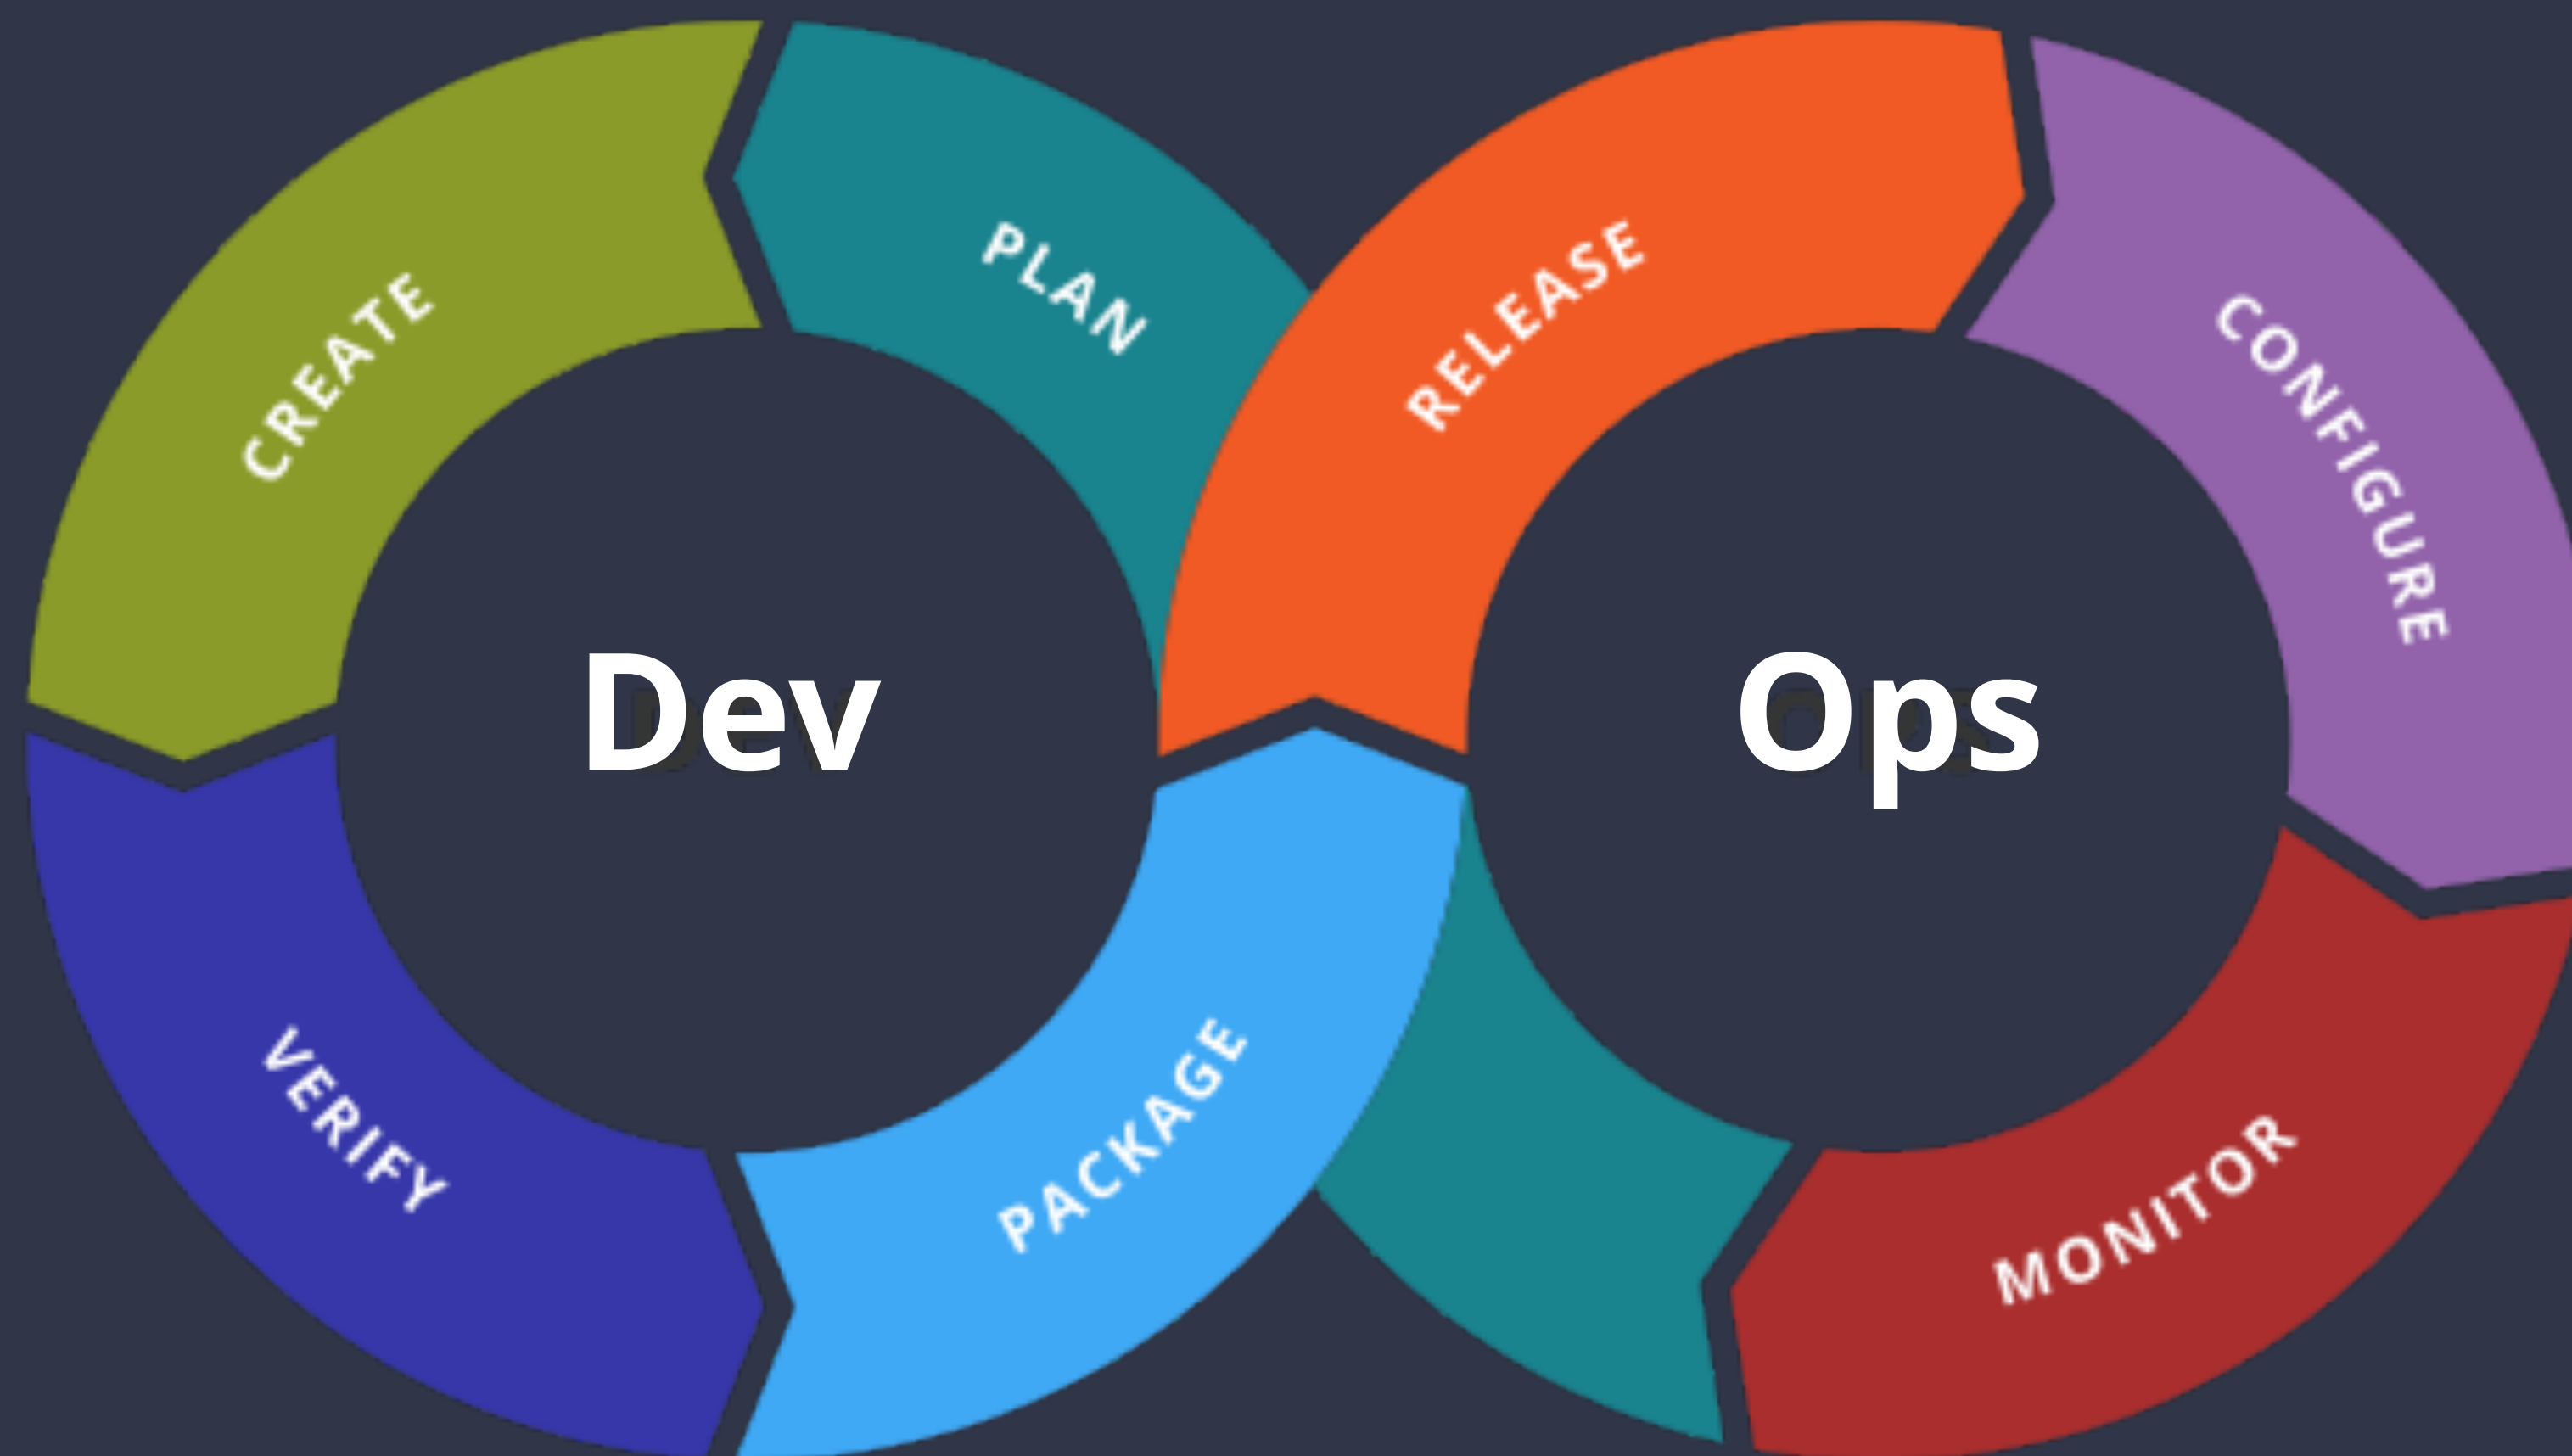 PLAN
CREATE
VERIFY
PACKAGE
RELEASE
CONFIGURE
MONITOR
Dev
Ops